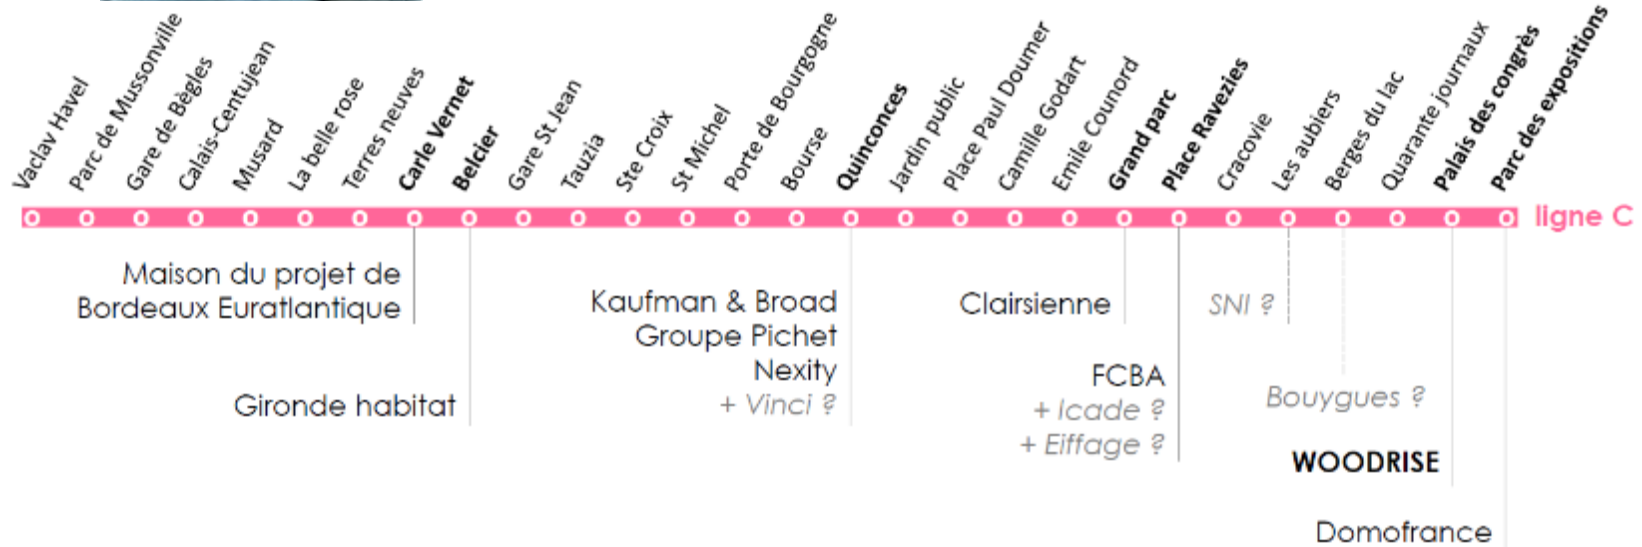 Vaclav Havel
Parc de Mussonville
Gare de Bègles
Calais-Centujean
Musard
La belle rose
Terres neuves
Carle Vernet
Belcier
Gare St Jean
Tauzia
Ste Croix
St Michel
Porte de Bourgogne
Bourse
Quinconces
Jardin public
Place Paul Doumer
Camille Godart
Emile Counord
Grand parc
Place Ravezies
Cracovie
Les aubiers
Berges du lac
Quarante journaux
Palais des congrès
Parc des expositions
ligne C
Maison du projet de
Bordeaux Euratlantique
Gironde habitat
Kaufman & Broad
Groupe Pichet
Nexity
+ Vinci ?
Clairsienne
FCBA
+ Icade ?
+ Eiffage ?
SNI ?
Bouygues ?
WOODRISE
Domofrance